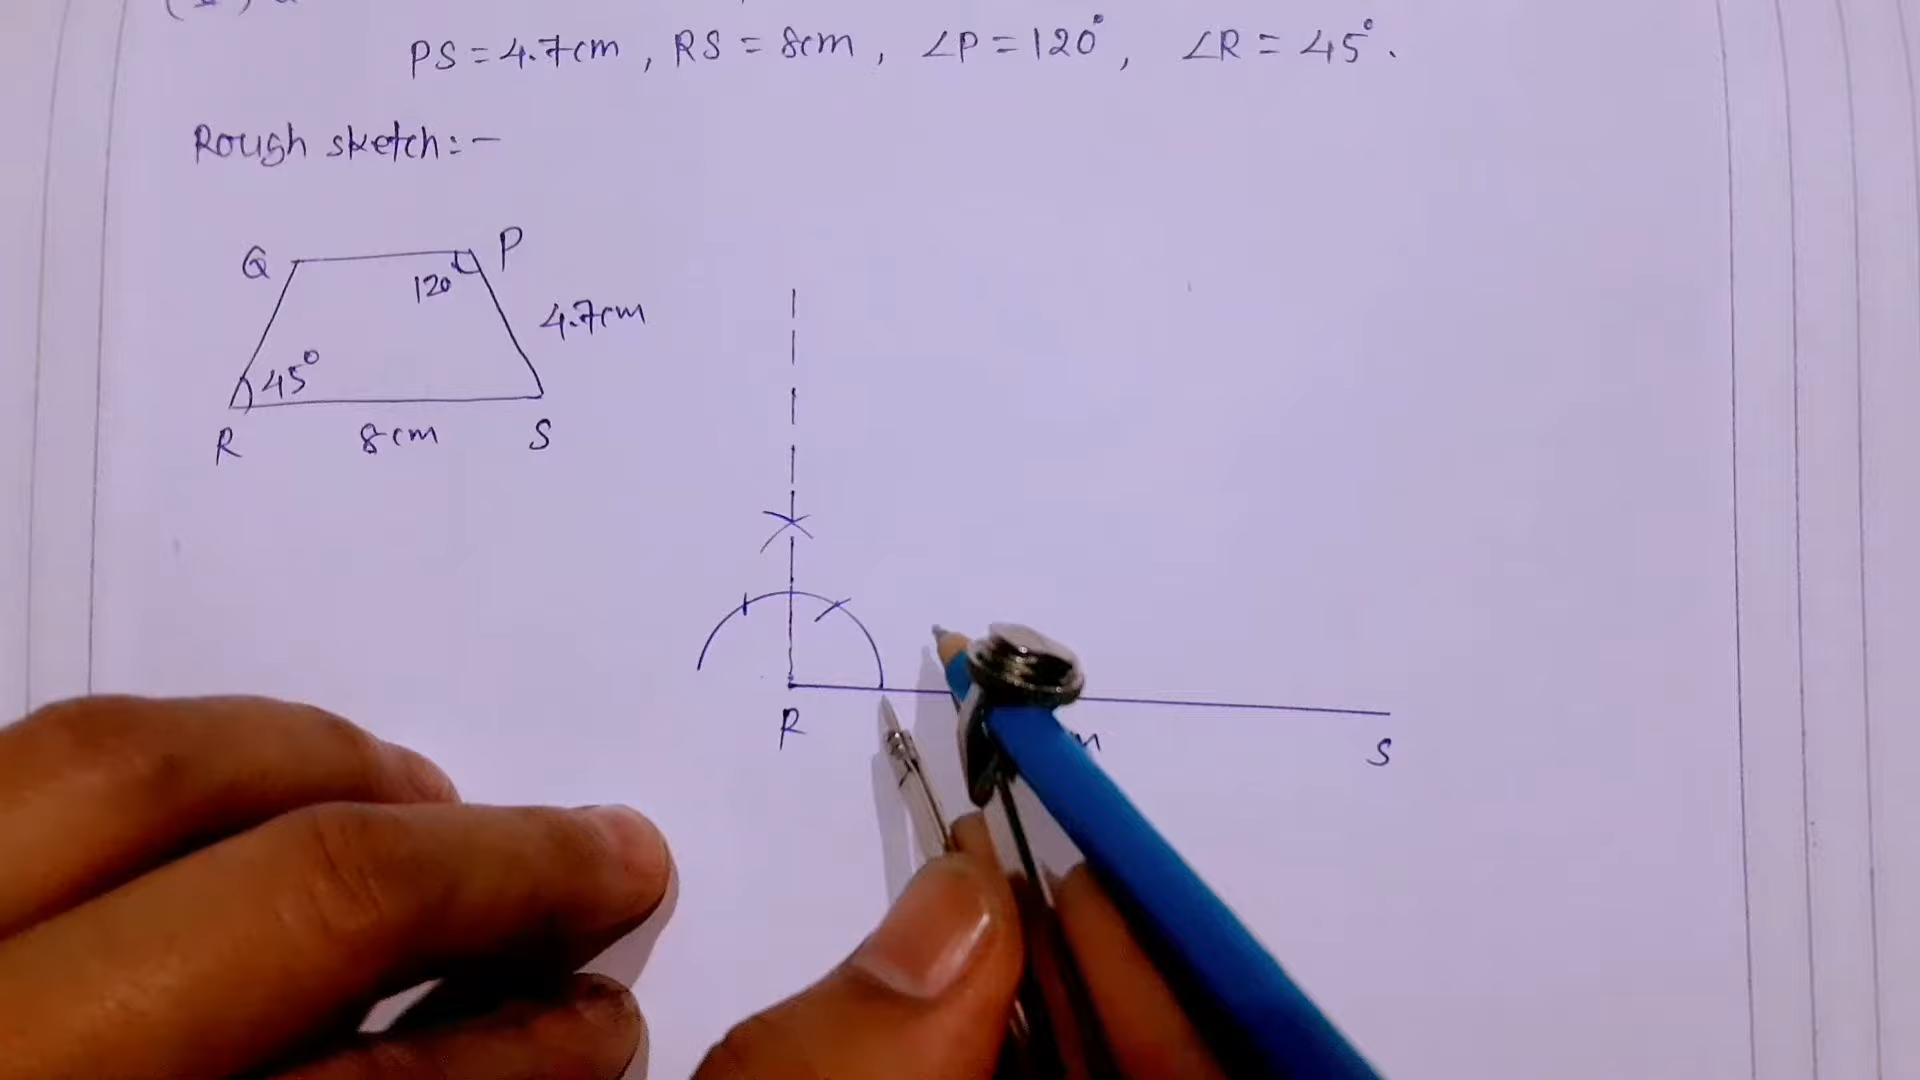 PS = 4.7cm, RS = 8cm, ∠P = 120°, ∠R = 45°.
Rough sketch:-
Q P
120°
4.7cm
45°
R 8cm S
R S